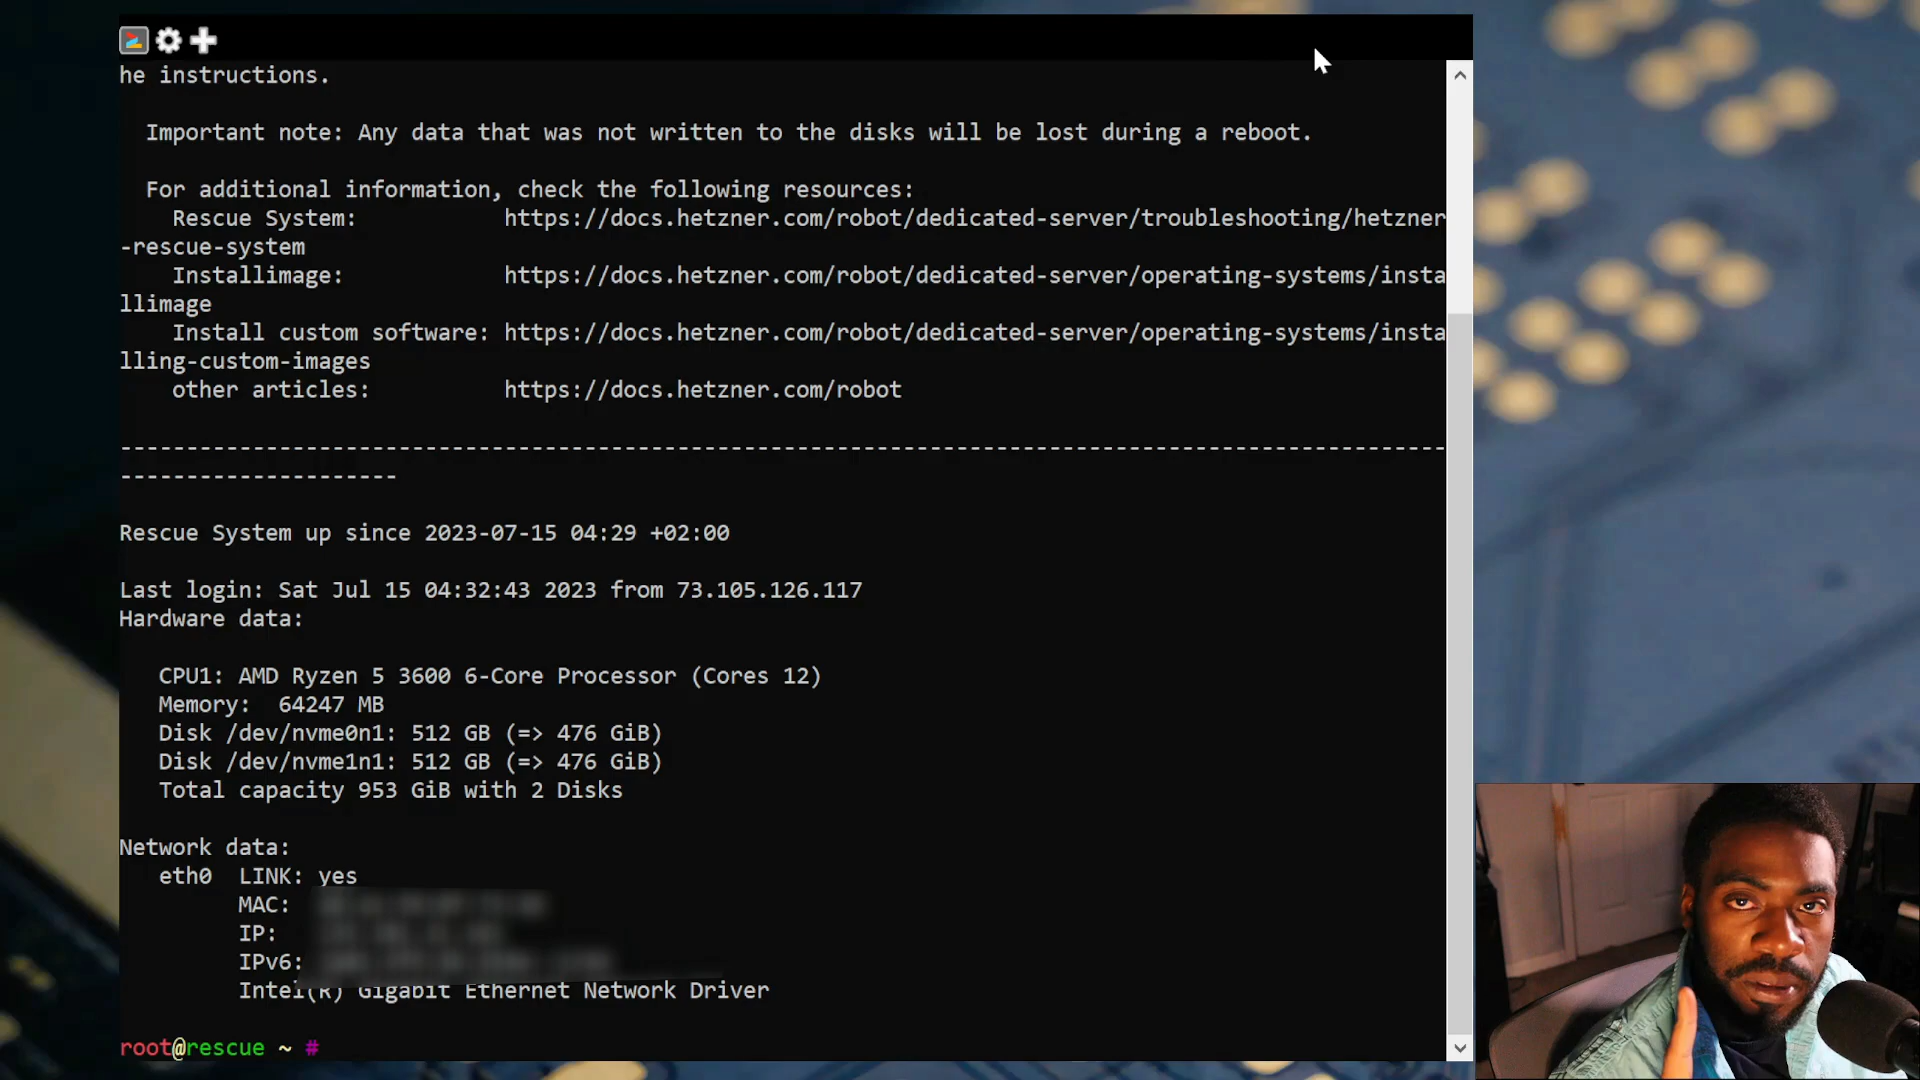 he instructions.
Important note: Any data that was not written to the disks will be lost during a reboot.
For additional information, check the following resources:
Rescue System: https://docs.hetzner.com/robot/dedicated-server/troubleshooting/hetzner
-rescue-system
Installimage: https://docs.hetzner.com/robot/dedicated-server/operating-systems/insta
llimage
Install custom software: https://docs.hetzner.com/robot/dedicated-server/operating-systems/insta
lling-custom-images
other articles: https://docs.hetzner.com/robot
----------------------------------------------------------------------------------------------------
---------------------
Rescue System up since 2023-07-15 04:29 +02:00
Last login: Sat Jul 15 04:32:43 2023 from 73.105.126.117
Hardware data:
CPU1: AMD Ryzen 5 3600 6-Core Processor (Cores 12)
Memory: 64247 MB
Disk /dev/nvme0n1: 512 GB (=> 476 GiB)
Disk /dev/nvme1n1: 512 GB (=> 476 GiB)
Total capacity 953 GiB with 2 Disks
Network data:
eth0 LINK: yes
MAC:
IP:
IPv6:
Intel(R) Gigabit Ethernet Network Driver
root@rescue ~ #